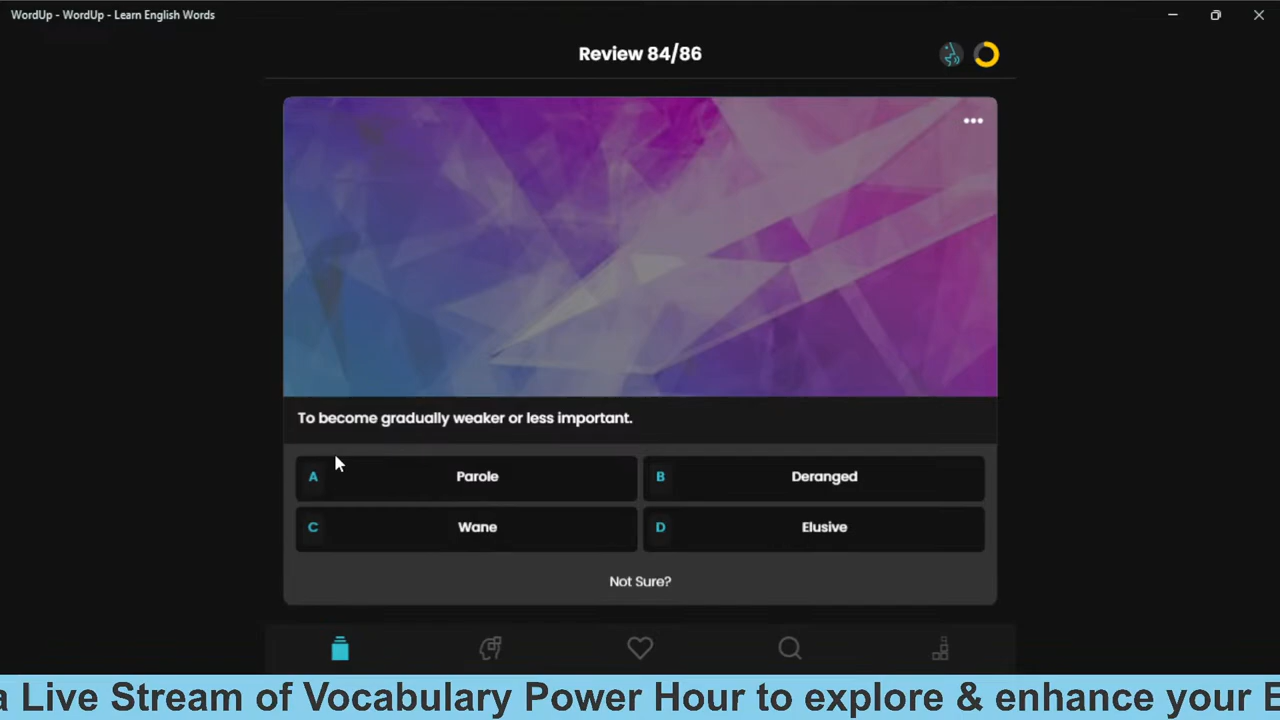 WordUp - WordUp - Learn English Words
Review 84/86
To become gradually weaker or less important.
A Parole
B Deranged
C Wane
D Elusive
Not Sure?
a Live Stream of Vocabulary Power Hour to explore & enhance your E